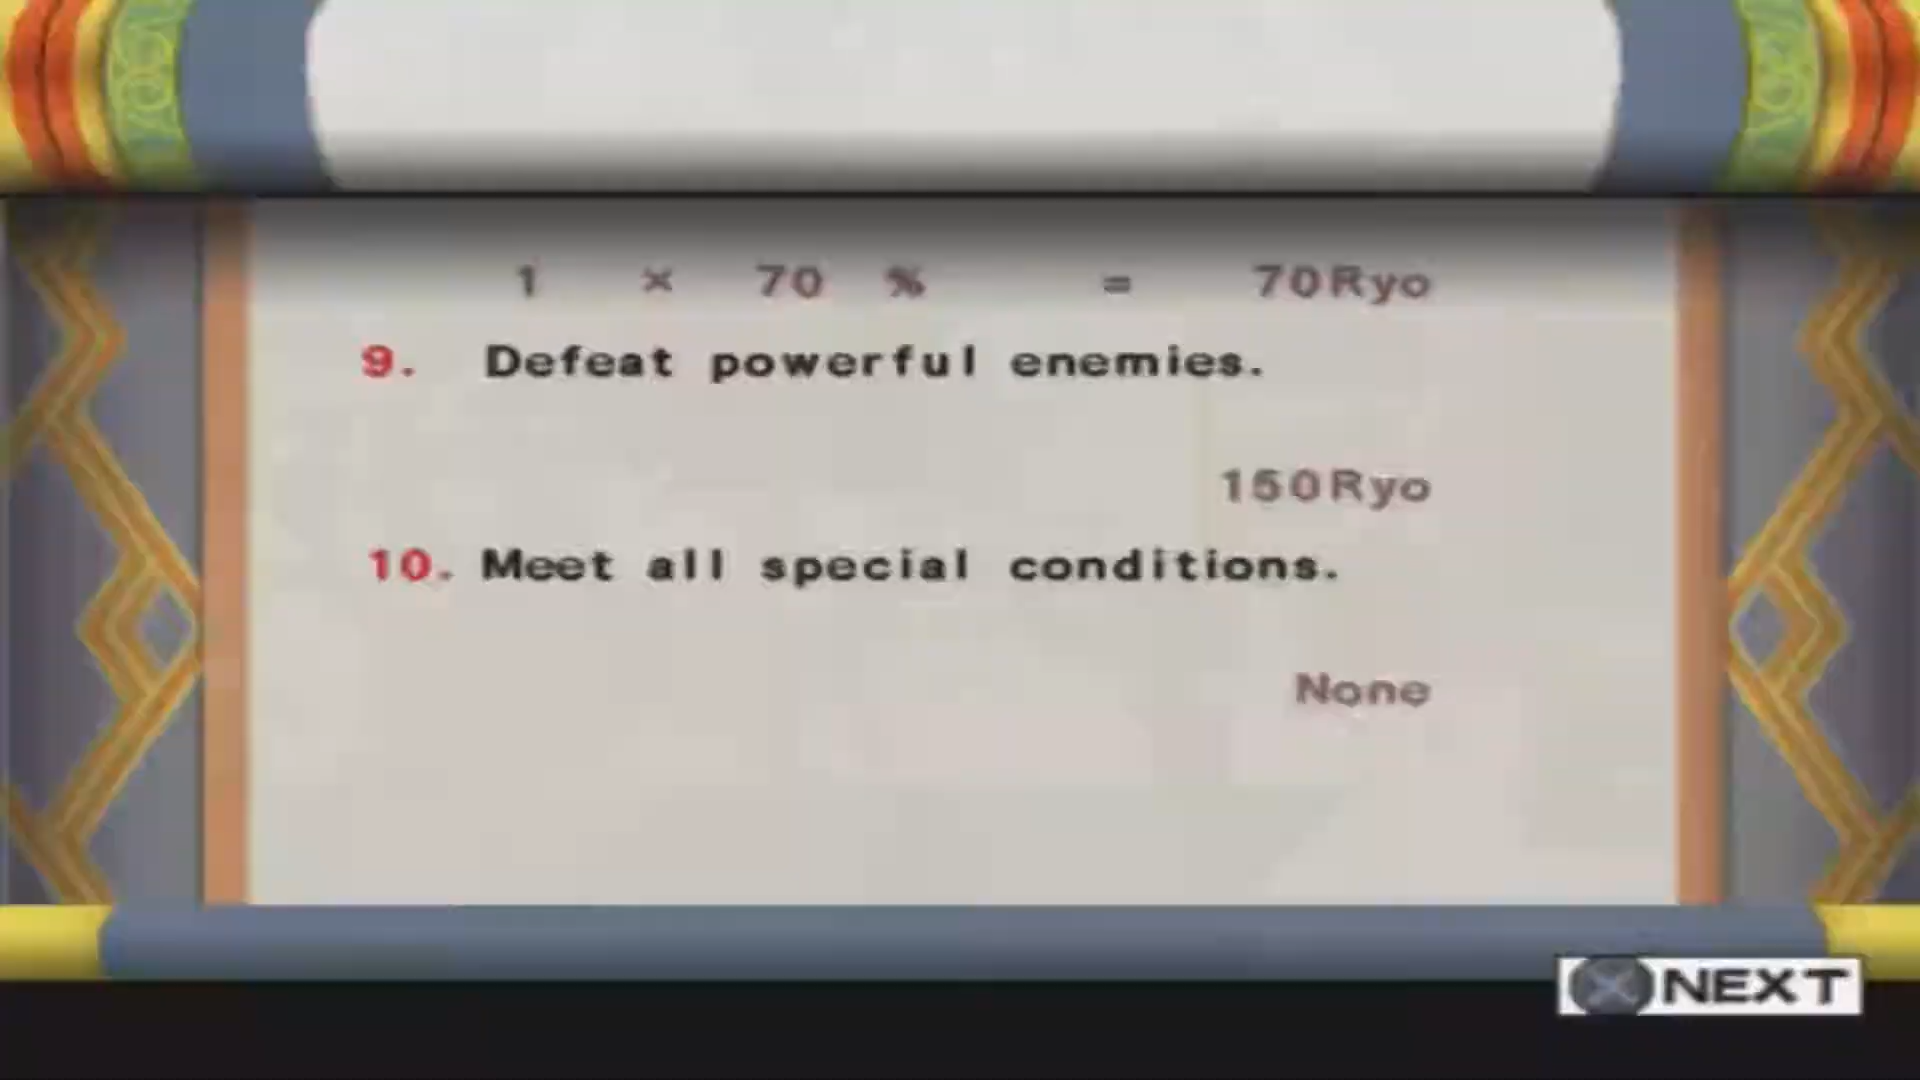 1 × 70 % = 70Ryo
9. Defeat powerful enemies.
150Ryo
10. Meet all special conditions.
None
NEXT